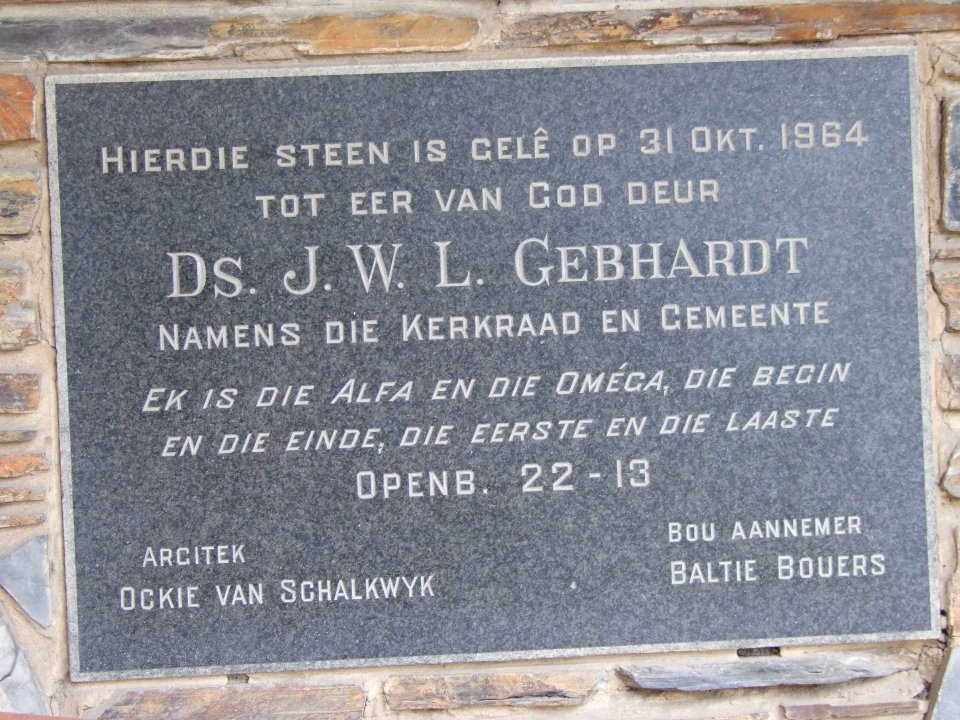 HIERDIE STEEN IS GELÊ OP 31 OKT. 1964
TOT EER VAN GOD DEUR
DS. J. W. L. GEBHARDT
NAMENS DIE KERKRAAD EN GEMEENTE
EK IS DIE ALFA EN DIE OMÉGA, DIE BEGIN
EN DIE EINDE, DIE EERSTE EN DIE LAASTE
OPENB. 22-13
ARGITEK
OCKIE VAN SCHALKWYK
BOU AANNEMER
BALTIE BOUERS